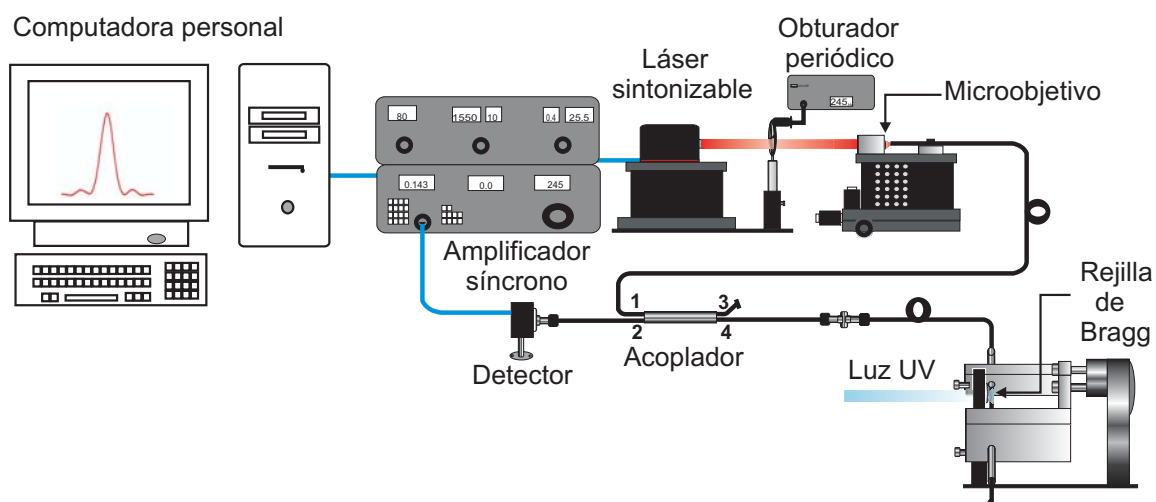 Computadora personal
Láser
sintonizable
Obturador
periódico
245
Microobjetivo
80
1550
10
0.4
25.5
0.143
0.0
245
Amplificador
síncrono
1
2
3
4
Acoplador
Detector
Rejilla
de
Bragg
Luz UV